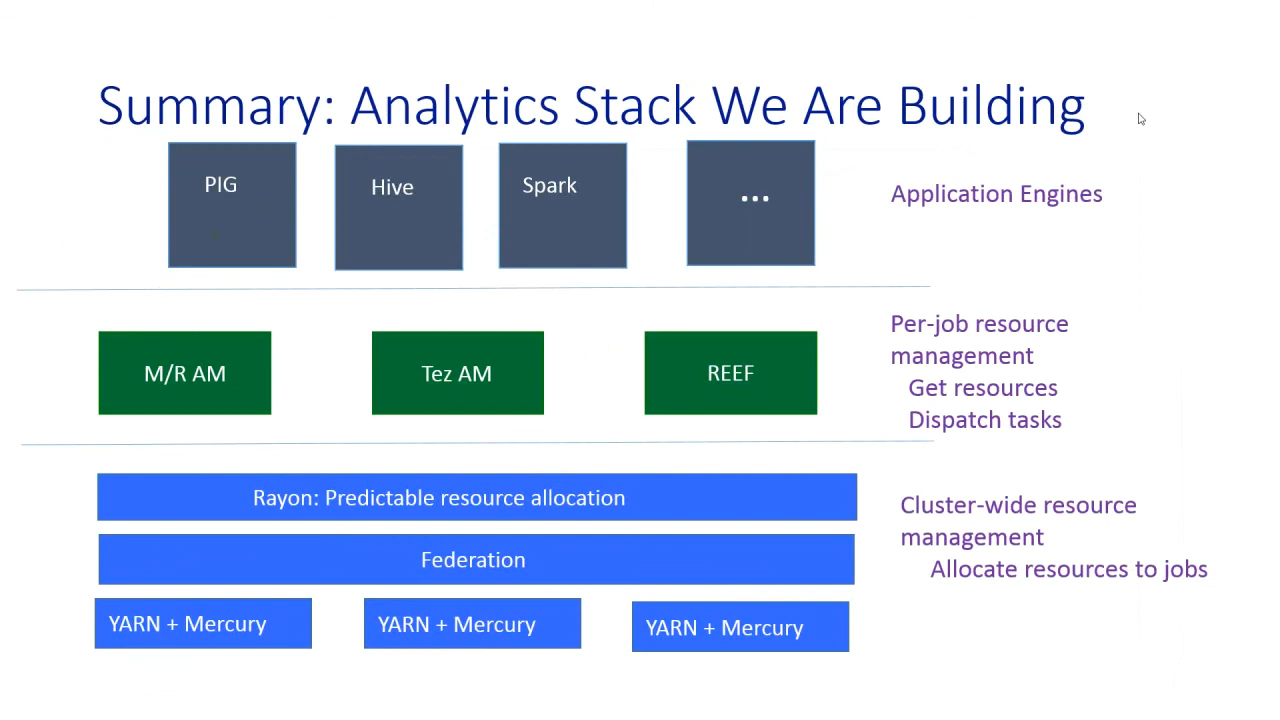 Summary: Analytics Stack We Are Building
PIG
Hive
Spark
...
Application Engines
M/R AM
Tez AM
REEF
Per-job resource
management
Get resources
Dispatch tasks
Rayon: Predictable resource allocation
Federation
YARN + Mercury
YARN + Mercury
YARN + Mercury
Cluster-wide resource
management
Allocate resources to jobs